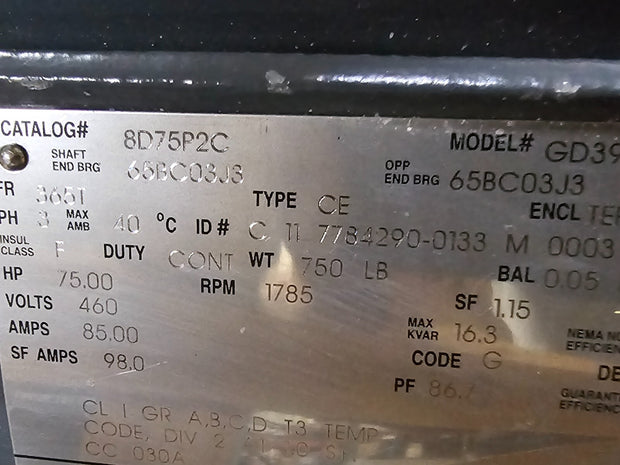 CATALOG# 8D75P2C MODEL# GD39
SHAFT END BRG 65BC03J3 OPP END BRG 65BC03J3
FR 365T TYPE CE ENCL TEF
PH 3 MAX AMB 40 °C ID# C 11 7784290-0133 M 0003
INSUL CLASS F DUTY CONT WT 750 LB BAL 0.05
HP 75.00 RPM 1785 SF 1.15
VOLTS 460 MAX KVAR 16.3 NEMA NO EFFICIEN
AMPS 85.00 CODE G DE
SF AMPS 98.0 PF 86.7 GUARANT EFFICIEN
CL I GR A,B,C,D T3 TEMP
CODE, DIV 2
CC 030A